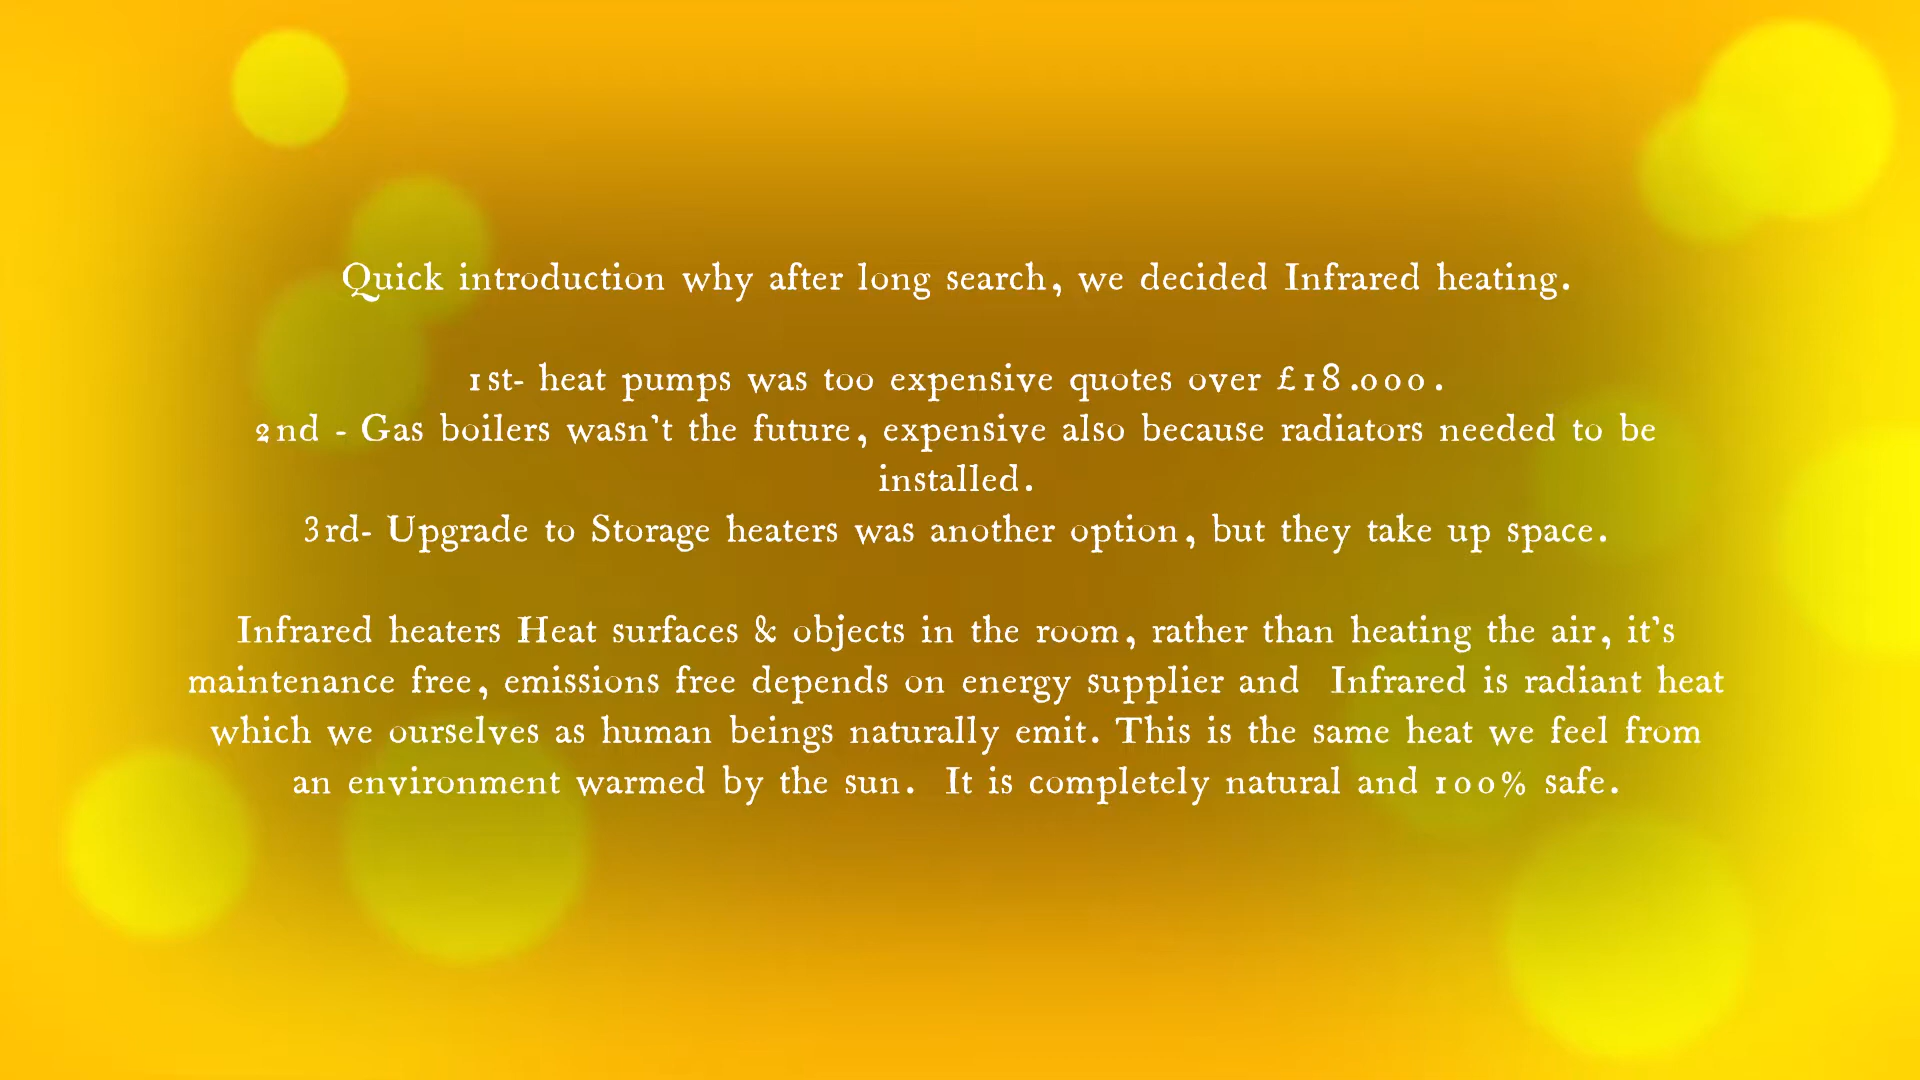 Quick introduction why after long search, we decided Infrared heating.
1st- heat pumps was too expensive quotes over £18.000.
2nd - Gas boilers wasn't the future, expensive also because radiators needed to be
installed.
3rd- Upgrade to Storage heaters was another option, but they take up space.
Infrared heaters Heat surfaces & objects in the room, rather than heating the air, it's
maintenance free, emissions free depends on energy supplier and  Infrared is radiant heat
which we ourselves as human beings naturally emit. This is the same heat we feel from
an environment warmed by the sun.  It is completely natural and 100% safe.